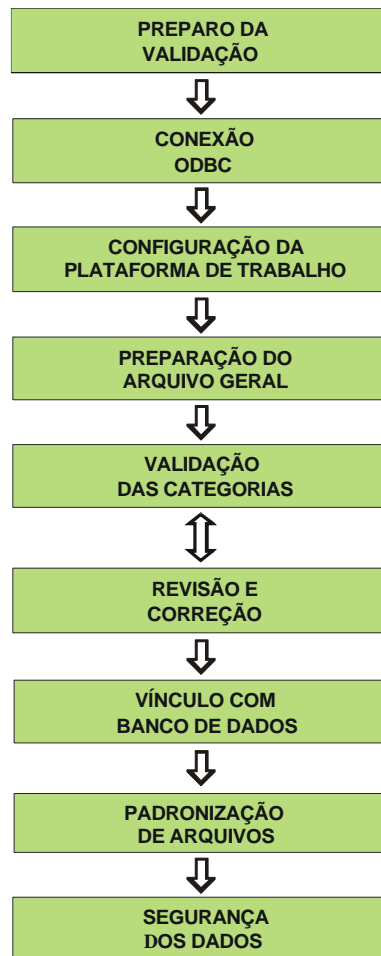 PREPARO DA
VALIDAÇÃO
CONEXÃO
ODBC
CONFIGURAÇÃO DA
PLATAFORMA DE TRABALHO
PREPARAÇÃO DO
ARQUIVO GERAL
VALIDAÇÃO
DAS CATEGORIAS
REVISÃO E
CORREÇÃO
VÍNCULO COM
BANCO DE DADOS
PADRONIZAÇÃO
DE ARQUIVOS
SEGURANÇA
DOS DADOS